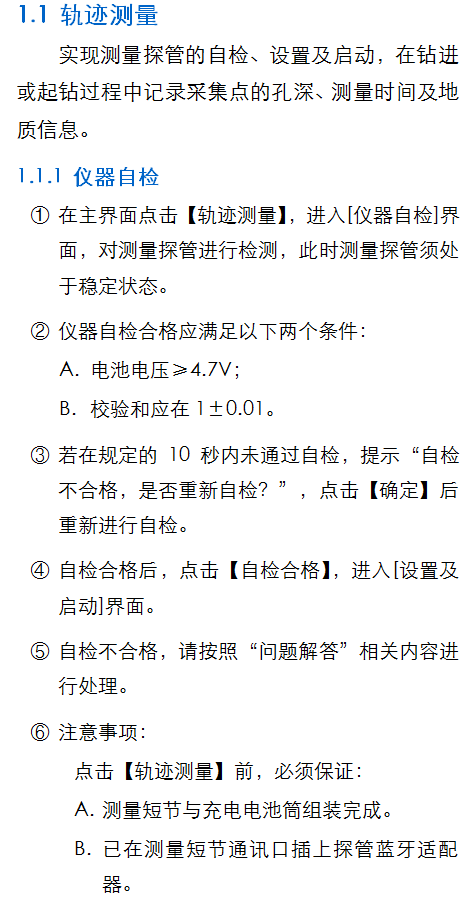 1.1 轨迹测量
实现测量探管的自检、设置及启动，在钻进
或起钻过程中记录采集点的孔深、测量时间及地
质信息。
1.1.1 仪器自检
① 在主界面点击【轨迹测量】，进入[仪器自检]界
面，对测量探管进行检测，此时测量探管须处
于稳定状态。
② 仪器自检合格应满足以下两个条件：
A. 电池电压≥4.7V；
B. 校验和应在 1±0.01。
③ 若在规定的 10 秒内未通过自检，提示“自检
不合格，是否重新自检？”，点击【确定】后
重新进行自检。
④ 自检合格后，点击【自检合格】，进入[设置及
启动]界面。
⑤ 自检不合格，请按照“问题解答”相关内容进
行处理。
⑥ 注意事项：
点击【轨迹测量】前，必须保证：
A. 测量短节与充电电池筒组装完成。
B. 已在测量短节通讯口插上探管蓝牙适配
器。